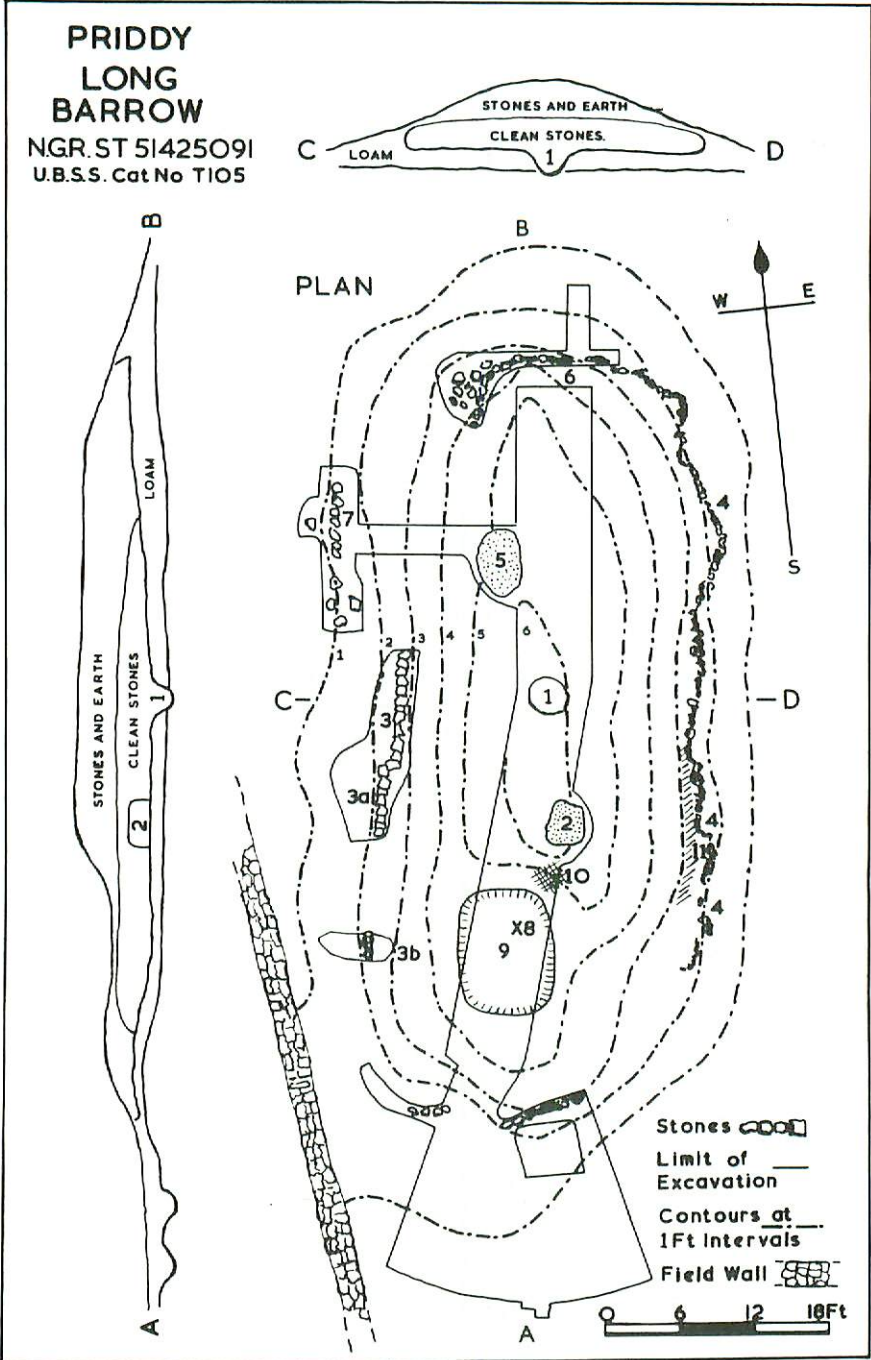 PRIDDY
LONG
BARROW
N.G.R. ST 51425091
U.B.S.S. Cat No T105
STONES AND EARTH
CLEAN STONES.
C
LOAM
1
D
B
LOAM
STONES AND EARTH
CLEAN STONES
1
2
A
PLAN
B
W
E
S
6
4
7
5
1
2
3
4
5
6
C
1
D
3
3a
2
4
11
10
4
X8
9
3b
A
Stones
Limit of
Excavation
Contours at
1Ft Intervals
Field Wall
0 6 12 18Ft